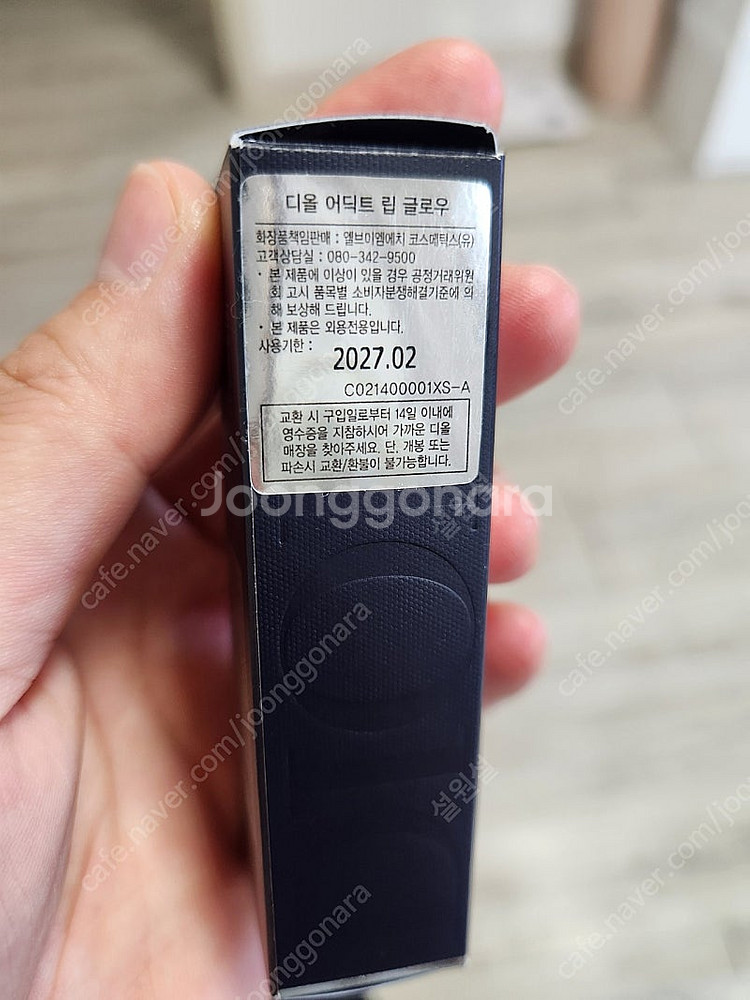 디올 어딕트 립 글로우
화장품책임판매 : 엘브이엠에치 코스메틱스(유)
고객상담실 : 080-342-9500
· 본 제품에 이상이 있을 경우 공정거래위원
회 고시 품목별 소비자분쟁해결기준에 의
해 보상해 드립니다.
· 본 제품은 외용전용입니다.
사용기한 :
2027.02
C021400001XS-A
교환 시 구입일로부터 14일 이내에
영수증을 지참하시어 가까운 디올
매장을 찾아주세요. 단, 개봉 또는
파손시 교환/환불이 불가능합니다.
Joonggonara
설원설
cafe.naver.com/joonggonara